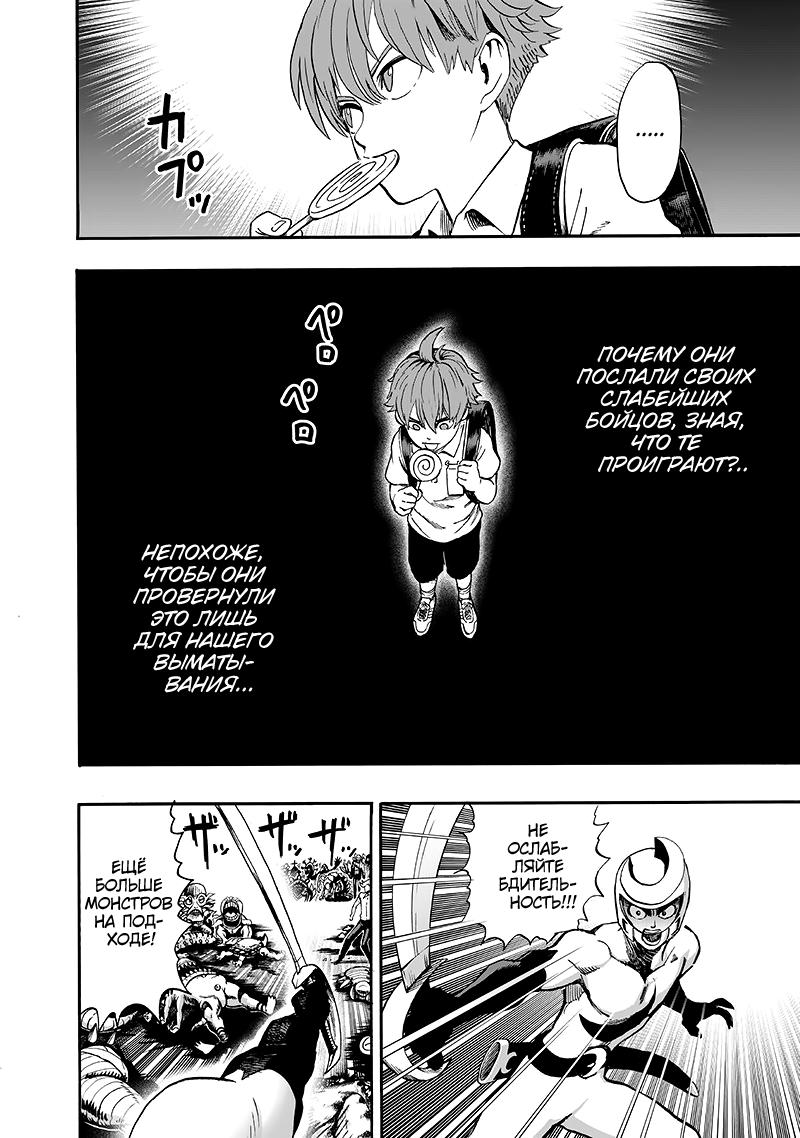 .....
カプッ
ПОЧЕМУ ОНИ
ПОСЛАЛИ СВОИХ
СЛАБЕЙШИХ
БОЙЦОВ, ЗНАЯ,
ЧТО ТЕ
ПРОИГРАЮТ?..
ペロ
ペロ
НЕПОХОЖЕ,
ЧТОБЫ ОНИ
ПРОВЕРНУЛИ
ЭТО ЛИШЬ
ДЛЯ НАШЕГО
ВЫМАТЫ-
ВАНИЯ...
НЕ
ОСЛАБ-
ЛЯЙТЕ
БДИТЕЛЬ-
НОСТЬ!!!
ザッ
ザッ
ザッ
ЕЩЁ
БОЛЬШЕ
МОНСТРОВ
НА ПОД-
ХОДЕ!